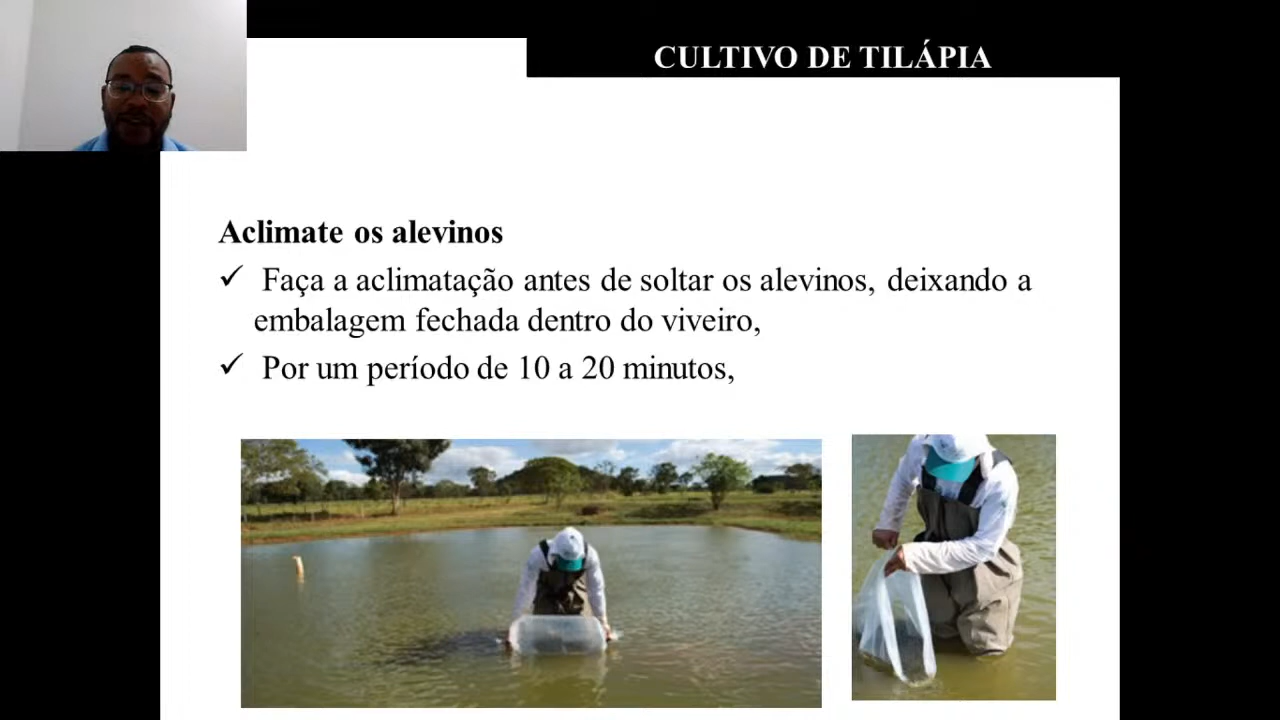 CULTIVO DE TILÁPIA
Aclimate os alevinos
✓ Faça a aclimatação antes de soltar os alevinos, deixando a
embalagem fechada dentro do viveiro,
✓ Por um período de 10 a 20 minutos,